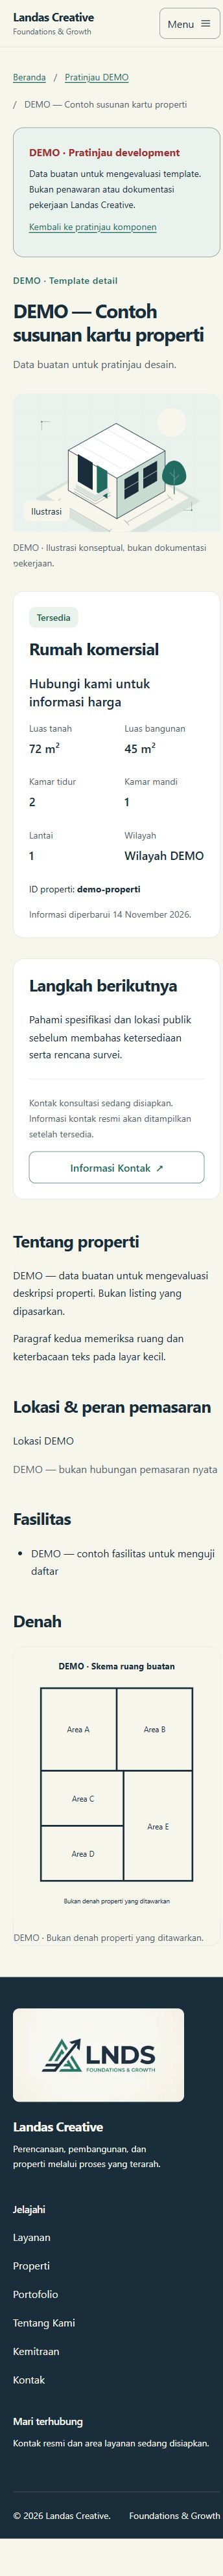 Landas Creative
Foundations & Growth
Menu
Beranda / Pratinjau DEMO
/ DEMO — Contoh susunan kartu properti
DEMO · Pratinjau development
Data buatan untuk mengevaluasi template.
Bukan penawaran atau dokumentasi
pekerjaan Landas Creative.
Kembali ke pratinjau komponen
DEMO · Template detail
DEMO — Contoh
susunan kartu properti
Data buatan untuk pratinjau desain.
Ilustrasi
DEMO · Ilustrasi konseptual, bukan dokumentasi
pekerjaan.
Tersedia
Rumah komersial
Hubungi kami untuk
informasi harga
Luas tanah
72 m²
Luas bangunan
45 m²
Kamar tidur
2
Kamar mandi
1
Lantai
1
Wilayah
Wilayah DEMO
ID properti: demo-properti
Informasi diperbarui 14 November 2026.
Langkah berikutnya
Pahami spesifikasi dan lokasi publik
sebelum membahas ketersediaan
serta rencana survei.
Kontak konsultasi sedang disiapkan.
Informasi kontak resmi akan ditampilkan
setelah tersedia.
Informasi Kontak ↗
Tentang properti
DEMO — data buatan untuk mengevaluasi
deskripsi properti. Bukan listing yang
dipasarkan.
Paragraf kedua memeriksa ruang dan
keterbacaan teks pada layar kecil.
Lokasi & peran pemasaran
Lokasi DEMO
DEMO — bukan hubungan pemasaran nyata
Fasilitas
• DEMO — contoh fasilitas untuk menguji
daftar
Denah
DEMO · Skema ruang buatan
Area A
Area B
Area C
Area D
Area E
Bukan denah properti yang ditawarkan
DEMO · Bukan denah properti yang ditawarkan.
LNDS
FOUNDATIONS & GROWTH
Landas Creative
Perencanaan, pembangunan, dan
properti melalui proses yang terarah.
Jelajahi
Layanan
Properti
Portofolio
Tentang Kami
Kemitraan
Kontak
Mari terhubung
Kontak resmi dan area layanan sedang disiapkan.
© 2026 Landas Creative.
Foundations & Growth